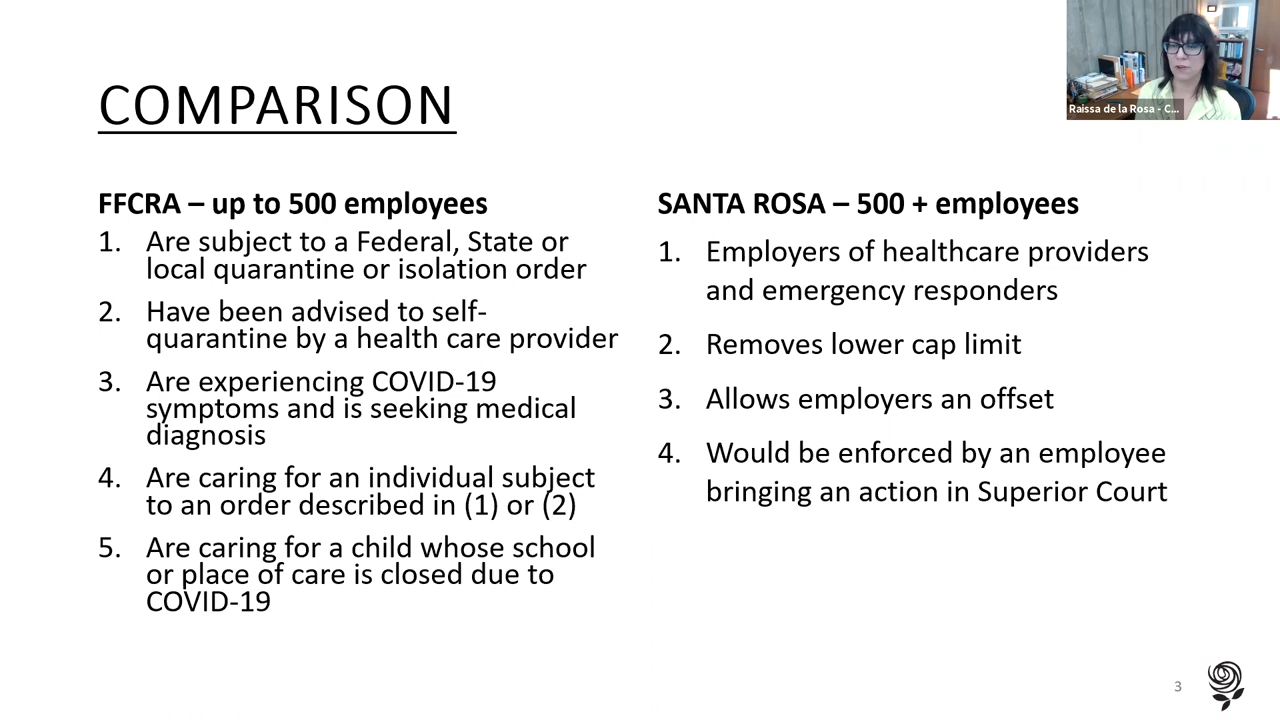 COMPARISON
Raissa de la Rosa - C...
FFCRA – up to 500 employees
1. Are subject to a Federal, State or
local quarantine or isolation order
2. Have been advised to self-
quarantine by a health care provider
3. Are experiencing COVID-19
symptoms and is seeking medical
diagnosis
4. Are caring for an individual subject
to an order described in (1) or (2)
5. Are caring for a child whose school
or place of care is closed due to
COVID-19
SANTA ROSA – 500 + employees
1. Employers of healthcare providers
and emergency responders
2. Removes lower cap limit
3. Allows employers an offset
4. Would be enforced by an employee
bringing an action in Superior Court
3